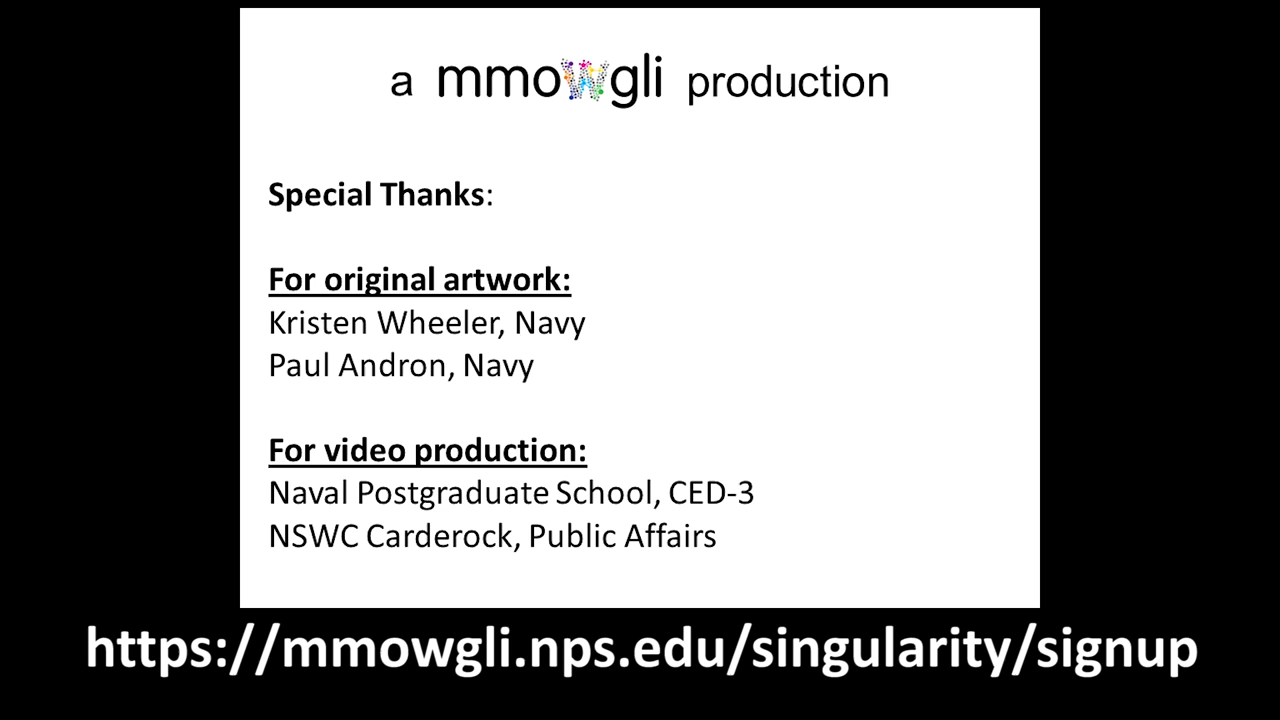 a mmowgli production
Special Thanks:
For original artwork:
Kristen Wheeler, Navy
Paul Andron, Navy
For video production:
Naval Postgraduate School, CED-3
NSWC Carderock, Public Affairs
https://mmowgli.nps.edu/singularity/signup